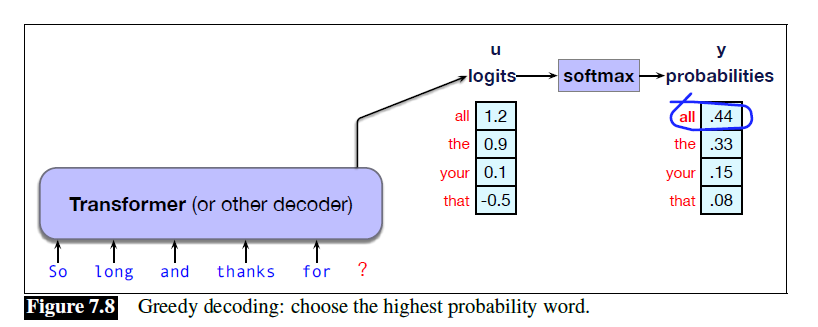 u
y
logits
softmax
probabilities
all 1.2
all .44
the 0.9
the .33
your 0.1
your .15
that -0.5
that .08
Transformer (or other decoder)
So long and thanks for ?
Figure 7.8 Greedy decoding: choose the highest probability word.